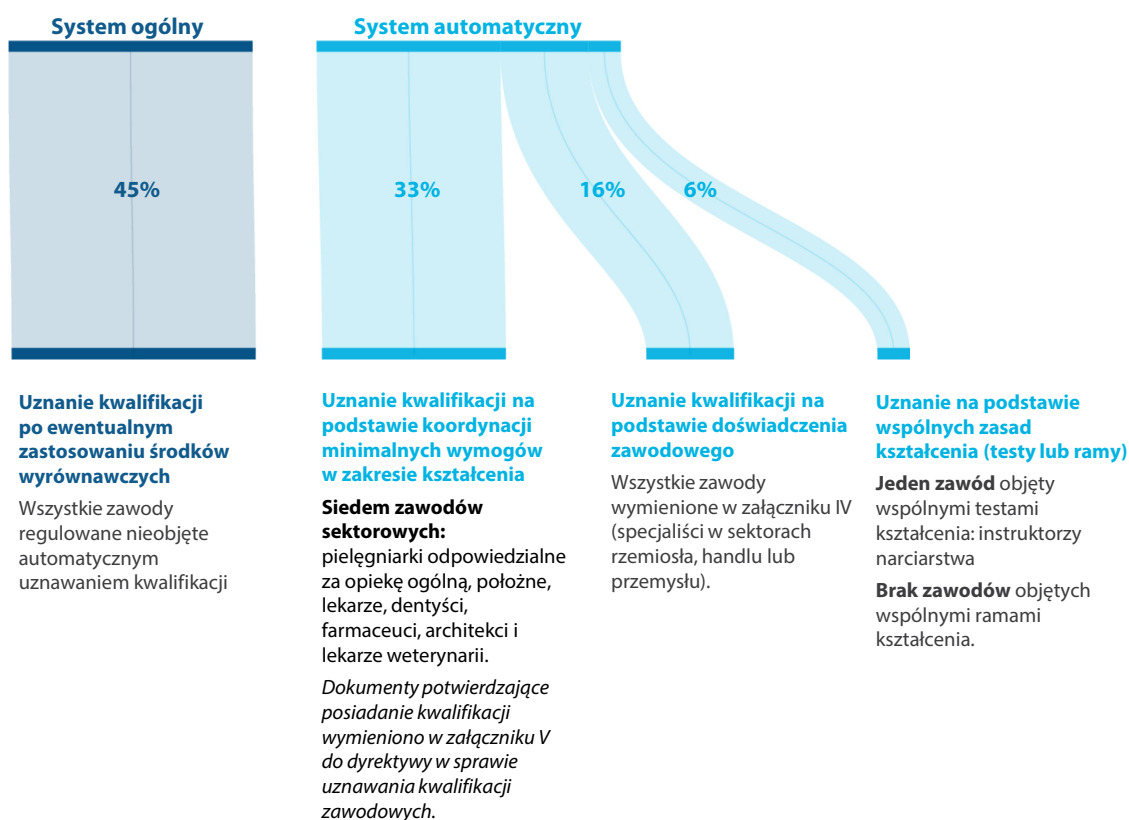 System ogólny
System automatyczny
45%
33%
16%
6%
Uznanie kwalifikacji
po ewentualnym
zastosowaniu środków
wyrównawczych
Wszystkie zawody
regulowane nieobjęte
automatycznym
uznawaniem kwalifikacji
Uznanie kwalifikacji na
podstawie koordynacji
minimalnych wymogów
w zakresie kształcenia
Siedem zawodów
sektorowych:
pielęgniarki odpowiedzialne
za opiekę ogólną, położne,
lekarze, dentyści,
farmaceuci, architekci i
lekarze weterynarii.
Dokumenty potwierdzające
posiadanie kwalifikacji
wymieniono w załączniku V
do dyrektywy w sprawie
uznawania kwalifikacji
zawodowych.
Uznanie kwalifikacji na
podstawie doświadczenia
zawodowego
Wszystkie zawody
wymienione w załączniku IV
(specjaliści w sektorach
rzemiosła, handlu lub
przemysłu).
Uznanie na podstawie
wspólnych zasad
kształcenia (testy lub ramy)
Jeden zawód objęty
wspólnymi testami
kształcenia: instruktorzy
narciarstwa
Brak zawodów objętych
wspólnymi ramami
kształcenia.